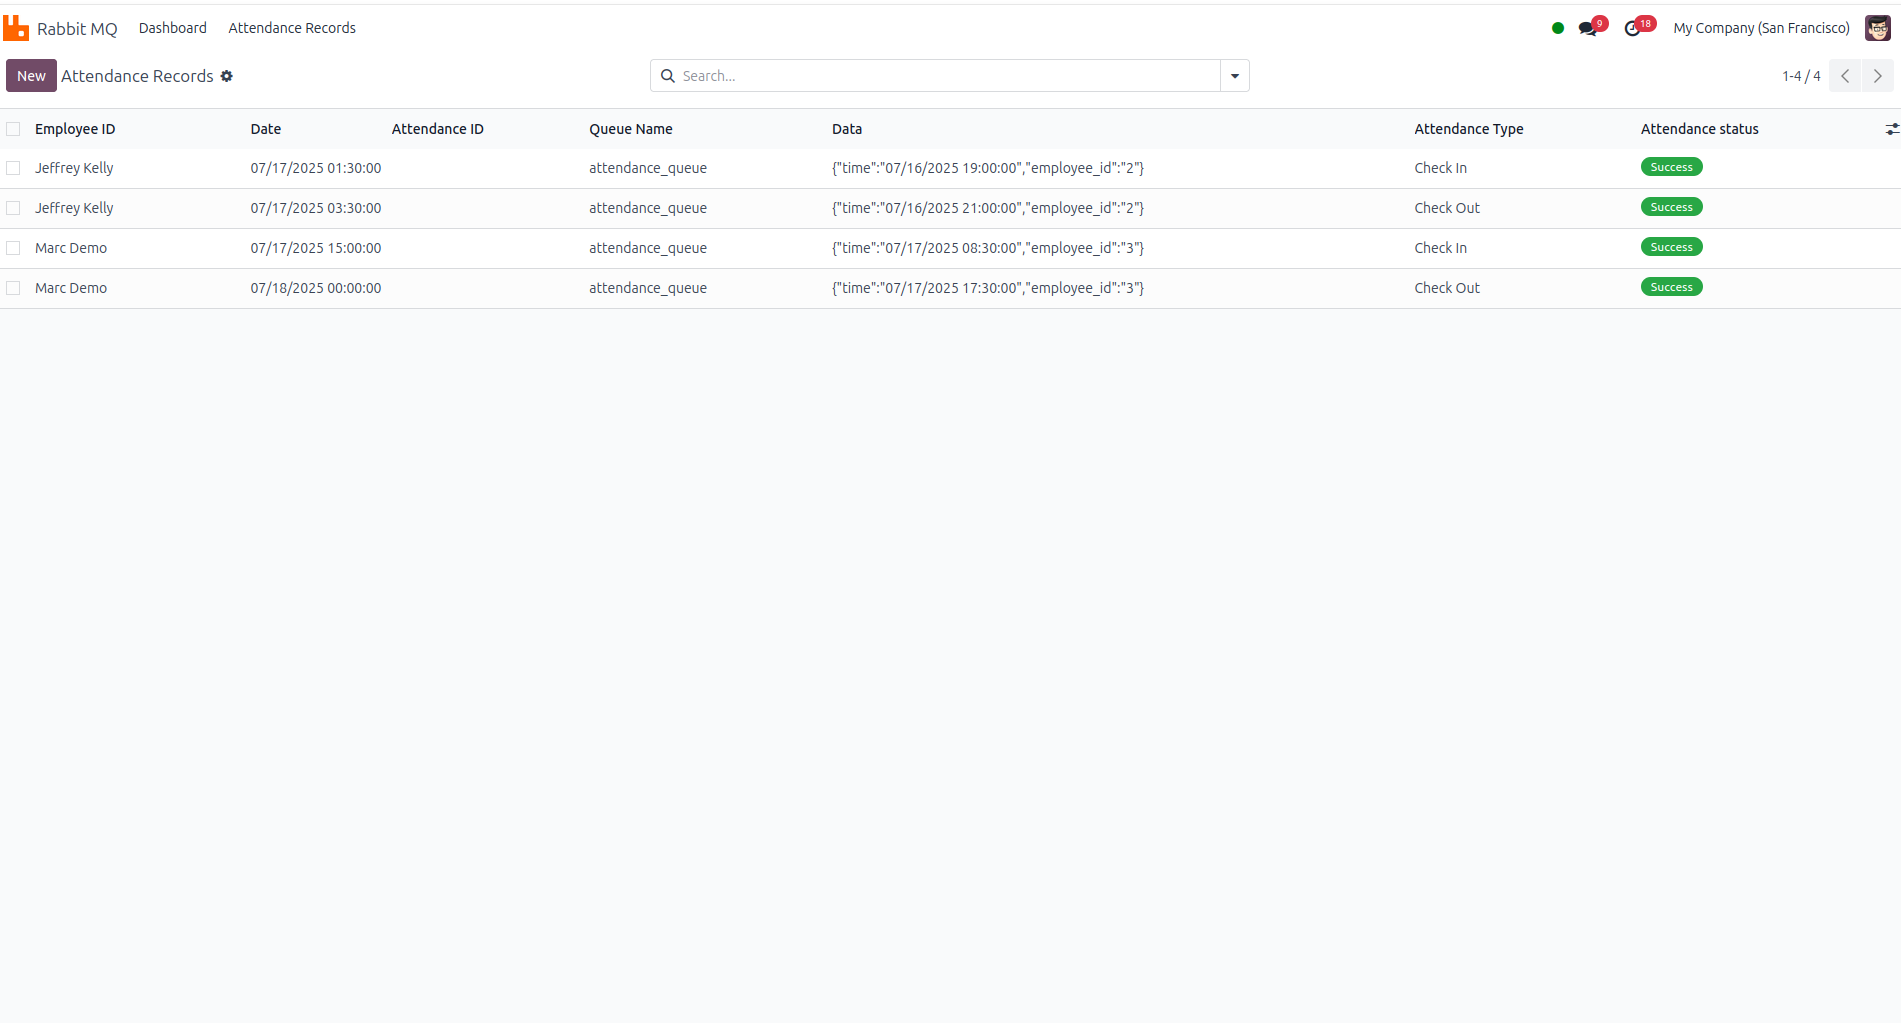 Rabbit MQ Dashboard Attendance Records 9 18 My Company (San Francisco)
New Attendance Records Search... 1-4 / 4
Employee ID Date Attendance ID Queue Name Data Attendance Type Attendance status
Jeffrey Kelly 07/17/2025 01:30:00 attendance_queue {"time":"07/16/2025 19:00:00","employee_id":"2"} Check In Success
Jeffrey Kelly 07/17/2025 03:30:00 attendance_queue {"time":"07/16/2025 21:00:00","employee_id":"2"} Check Out Success
Marc Demo 07/17/2025 15:00:00 attendance_queue {"time":"07/17/2025 08:30:00","employee_id":"3"} Check In Success
Marc Demo 07/18/2025 00:00:00 attendance_queue {"time":"07/17/2025 17:30:00","employee_id":"3"} Check Out Success